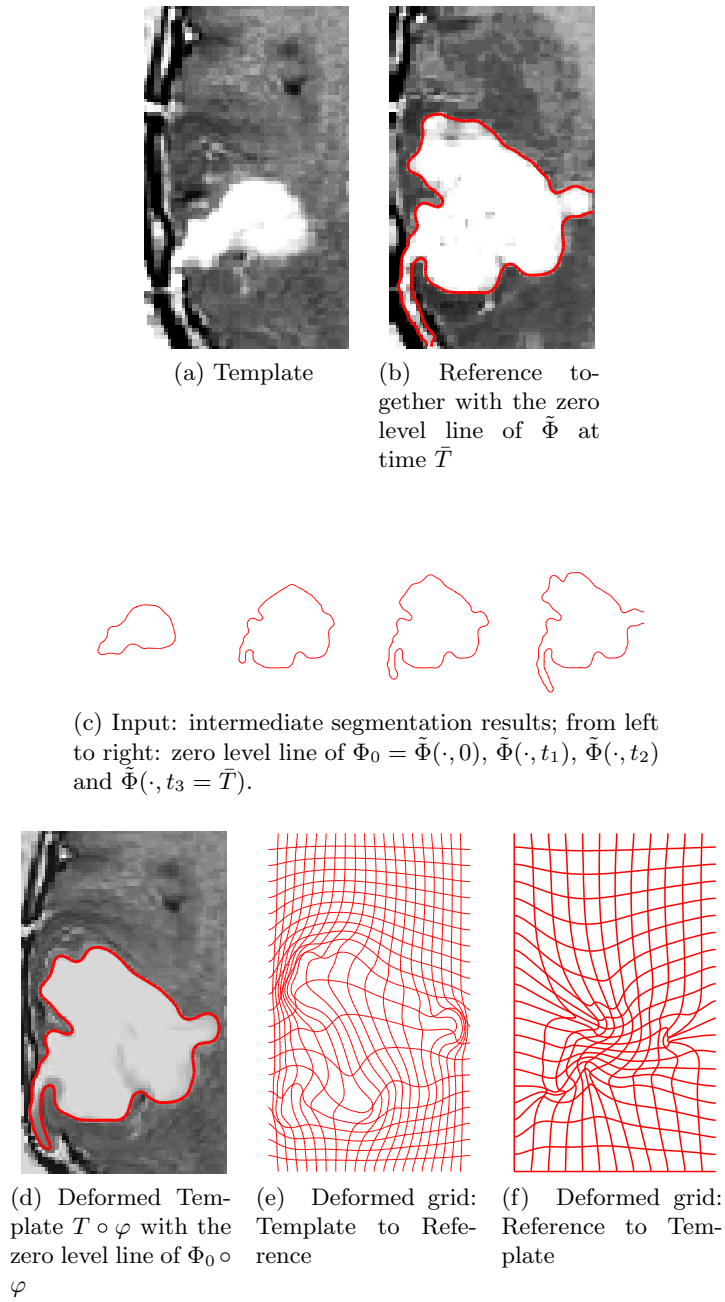 (a) Template
(b) Reference to-
gether with the zero
level line of Φ̃ at
time T̄
(c) Input: intermediate segmentation results; from left
to right: zero level line of Φ₀ = Φ̃(·, 0), Φ̃(·, t₁), Φ̃(·, t₂)
and Φ̃(·, t₃ = T̄).
(d) Deformed Tem-
plate T ∘ φ with the
zero level line of Φ₀ ∘
φ
(e) Deformed grid:
Template to Refe-
rence
(f) Deformed grid:
Reference to Tem-
plate